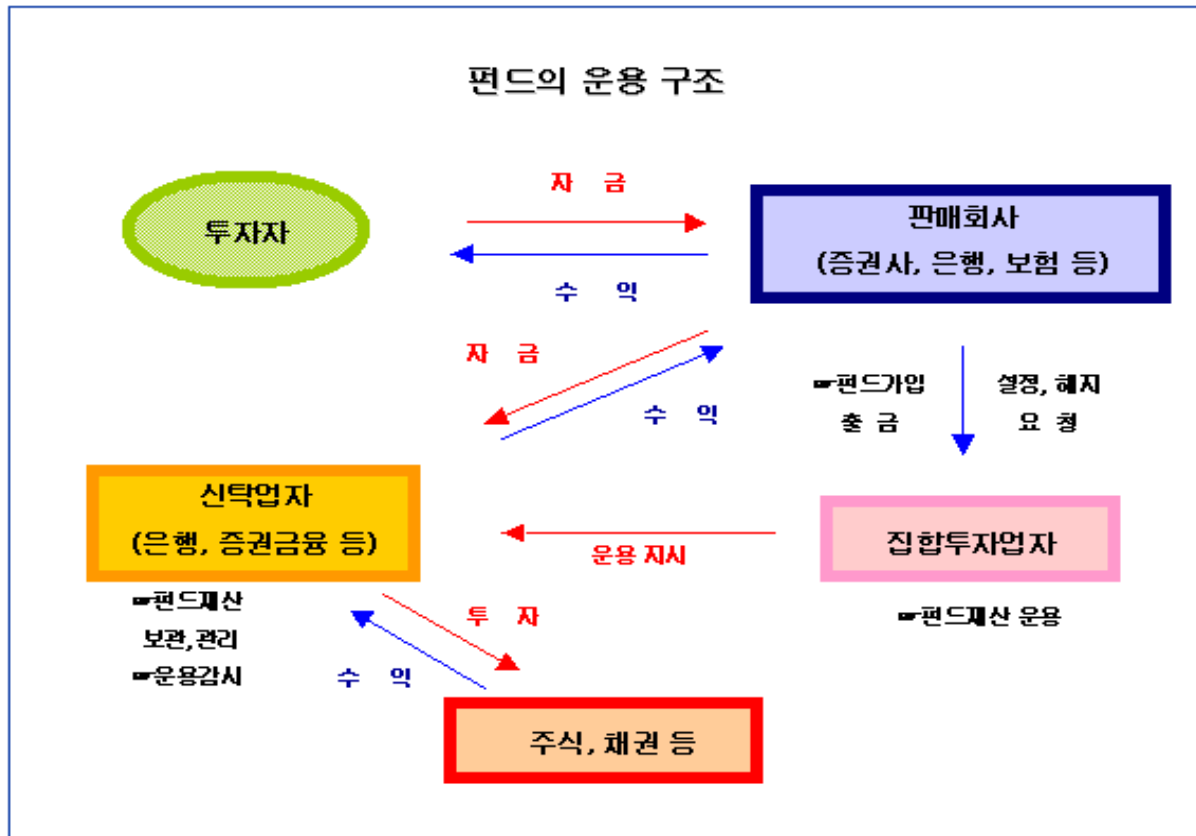 펀드의 운용 구조
자 금
투자자
판매회사
(증권사, 은행, 보험 등)
수 익
자 금
수 익
☞펀드가입
출 금
설정, 해지
요 청
신탁업자
(은행, 증권금융 등)
운용 지시
집합투자업자
☞펀드재산
보관,관리
☞운용감시
투 자
수 익
☞펀드재산 운용
주식, 채권 등